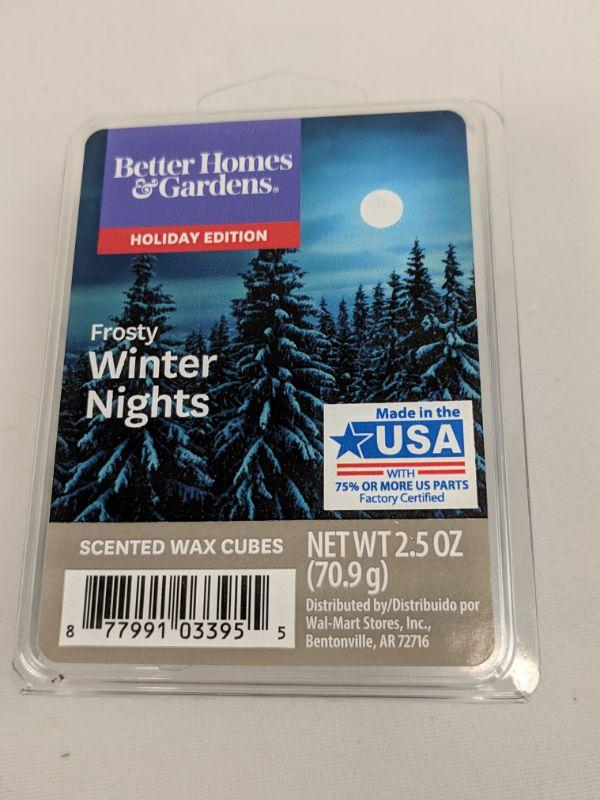 Better Homes
& Gardens®
HOLIDAY EDITION
Frosty
Winter
Nights
Made in the
USA
WITH
75% OR MORE US PARTS
Factory Certified
SCENTED WAX CUBES
NET WT 2.5 OZ
(70.9 g)
Distributed by/Distribuido por
Wal-Mart Stores, Inc.,
Bentonville, AR 72716
8 77991 03395 5